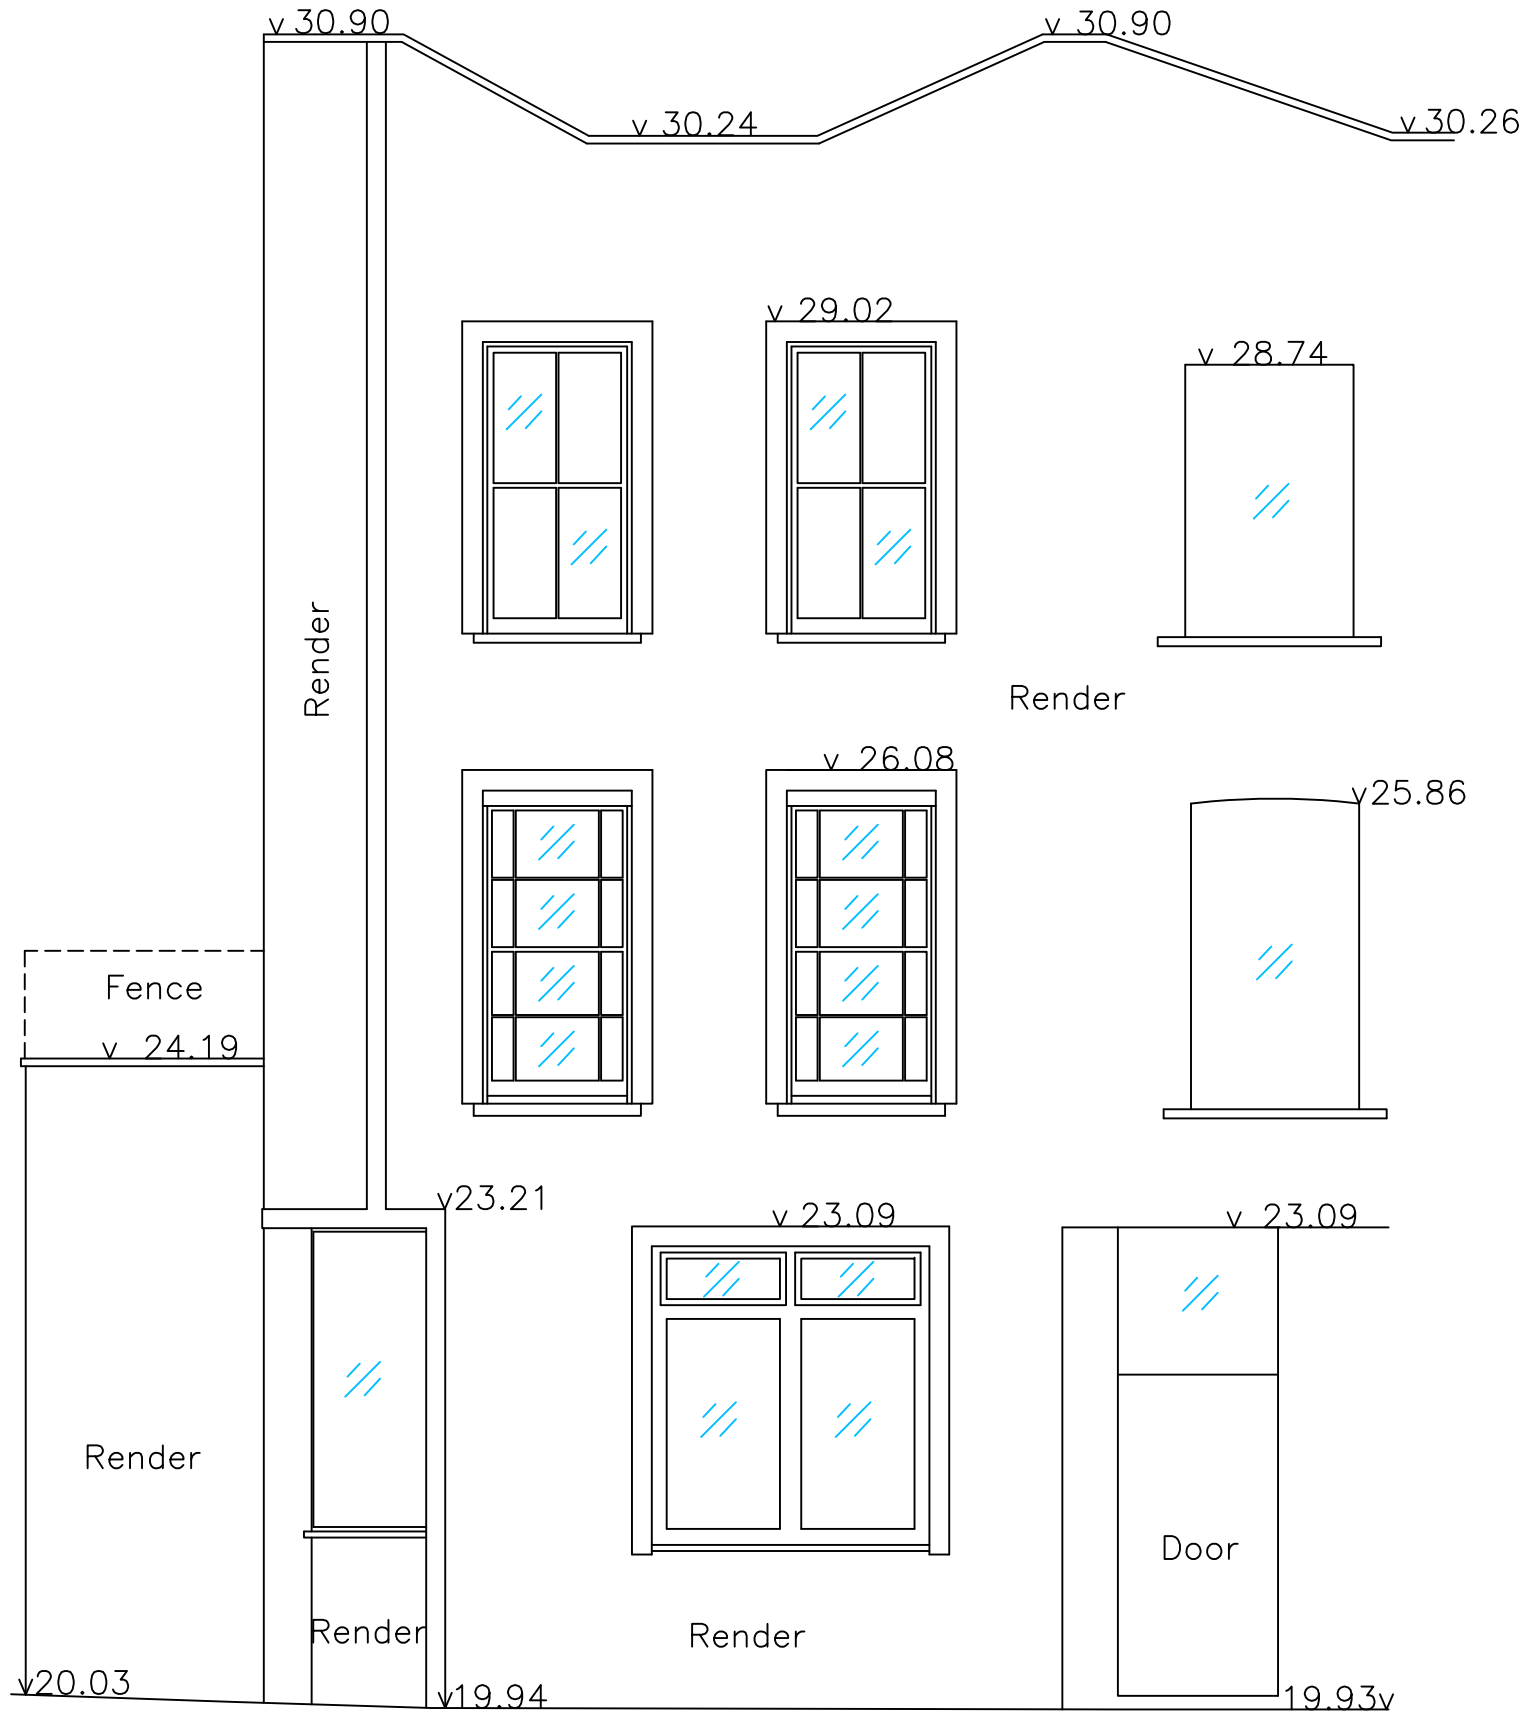 v 30.90
v 30.90
v 30.24
v 30.26
v 29.02
v 28.74
Render
Render
v 26.08
v25.86
Fence
v 24.19
v23.21
v 23.09
v 23.09
Render
Door
Render
Render
v20.03
v19.94
19.93v